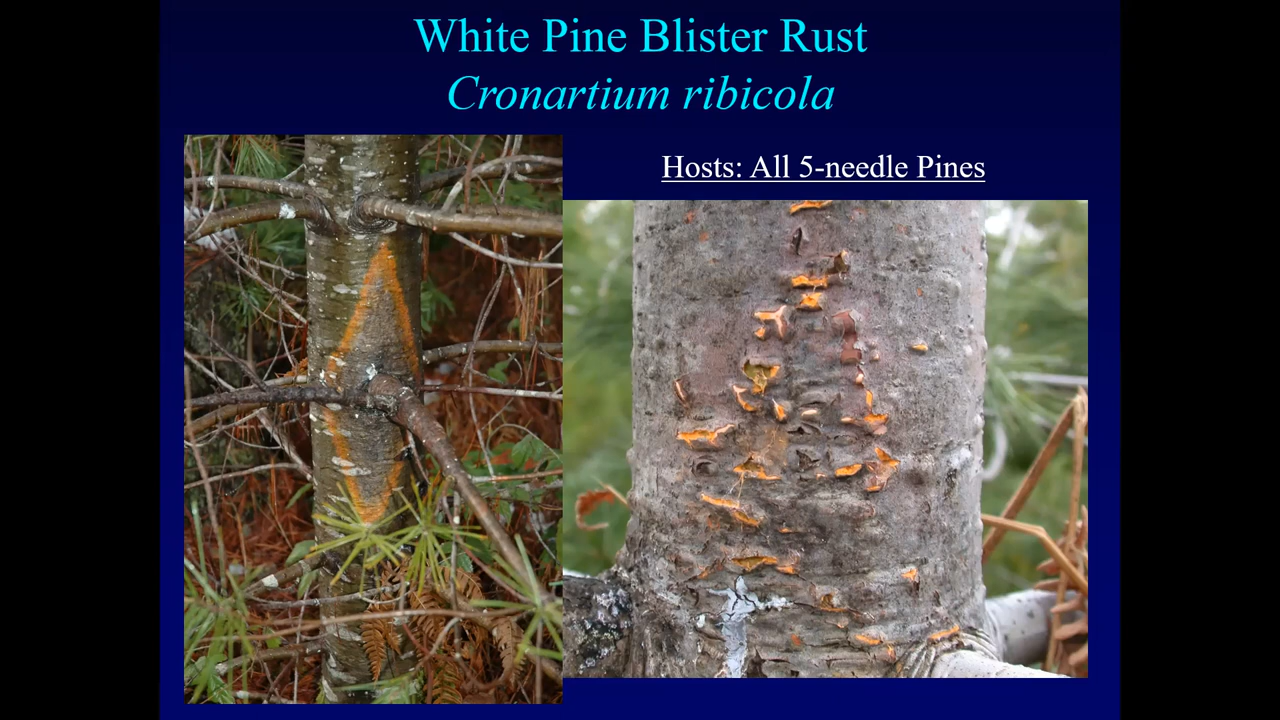 White Pine Blister Rust
Cronartium ribicola
Hosts: All 5-needle Pines